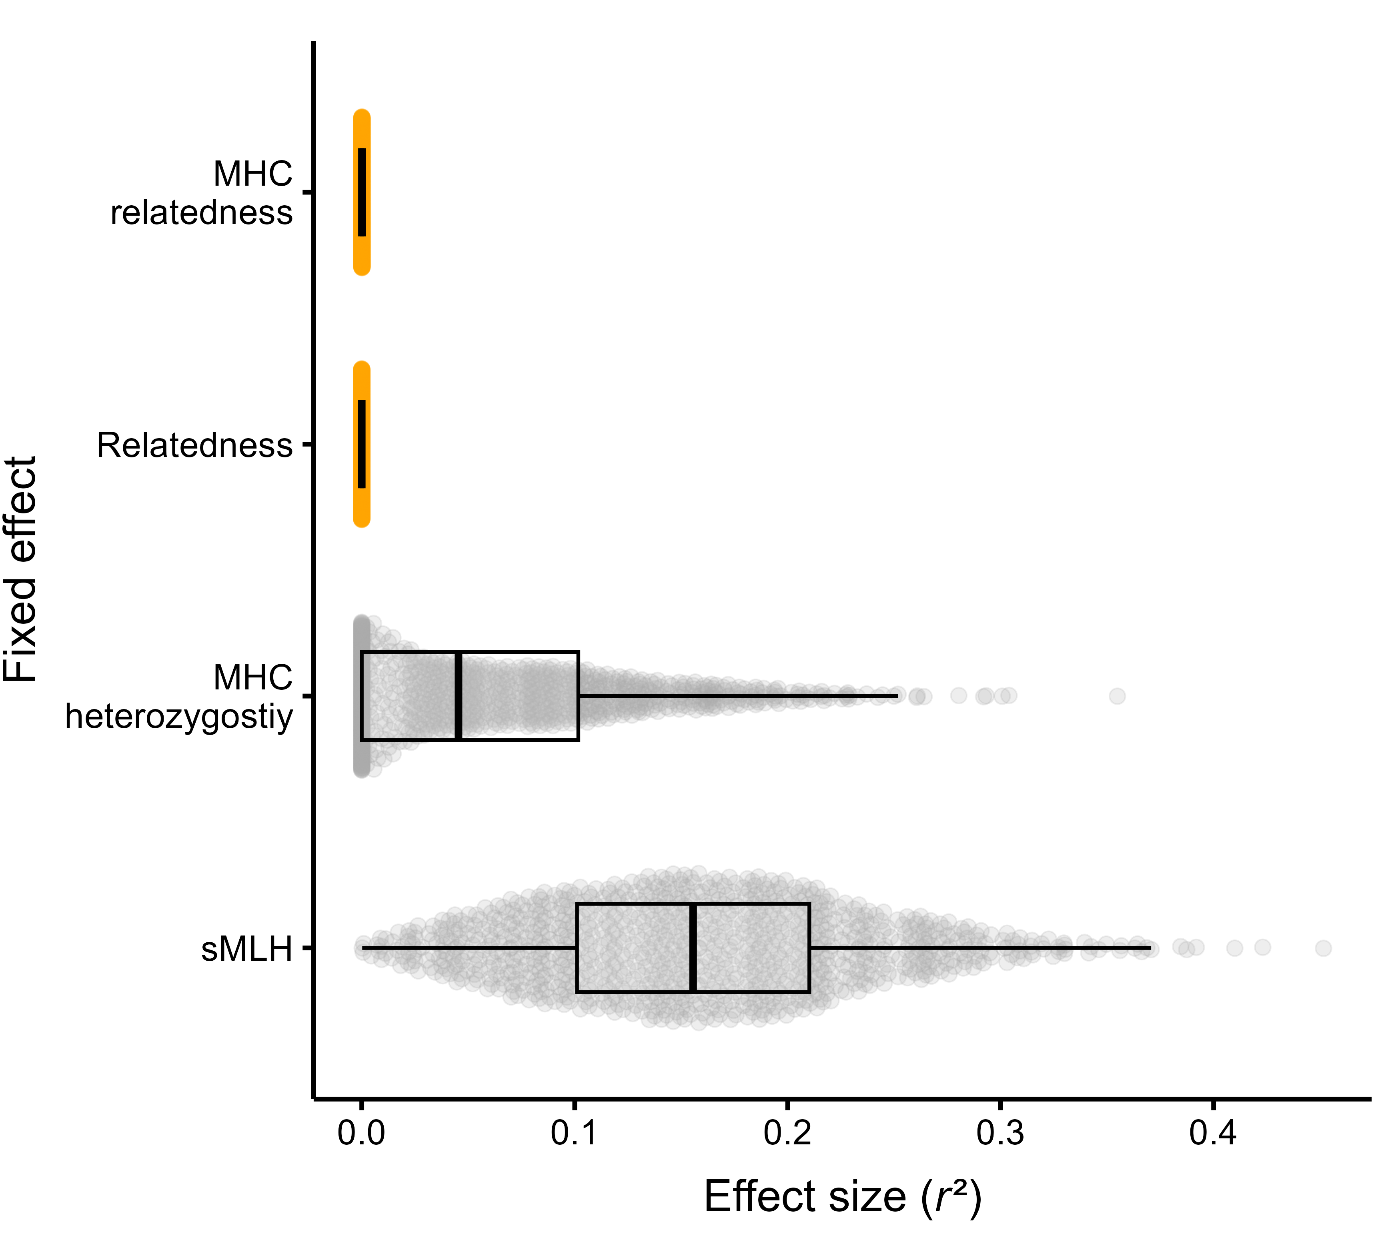 MHC
relatedness
Relatedness
MHC
heterozygostiy
sMLH
Fixed effect
0.0 0.1 0.2 0.3 0.4
Effect size (r²)